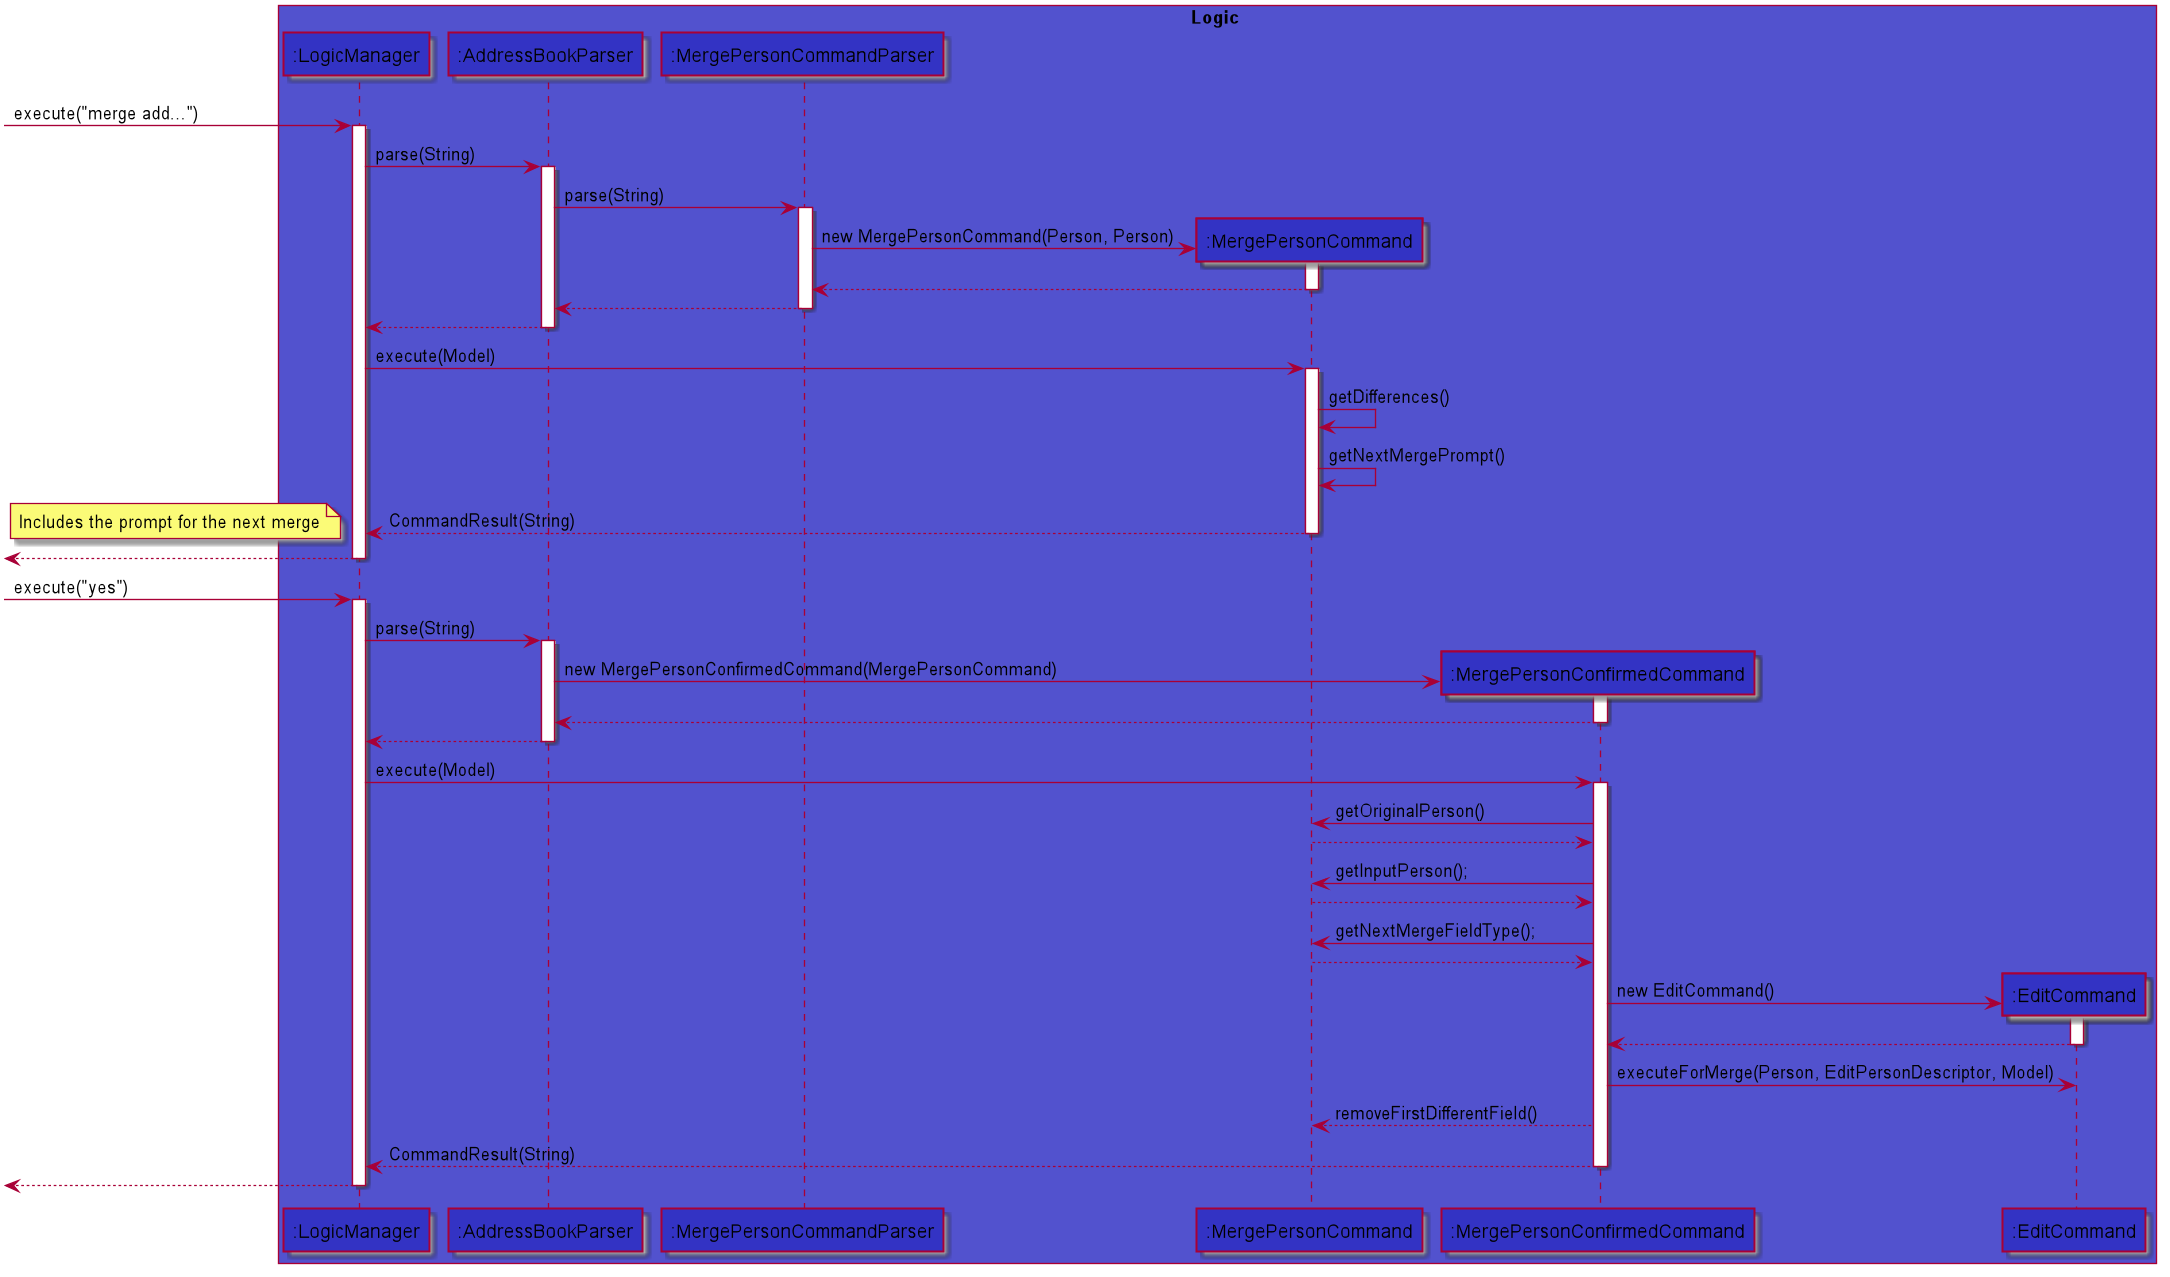 Logic
:LogicManager
:AddressBookParser
:MergePersonCommandParser
execute("merge add...")
parse(String)
parse(String)
new MergePersonCommand(Person, Person)
:MergePersonCommand
execute(Model)
getDifferences()
getNextMergePrompt()
Includes the prompt for the next merge
CommandResult(String)
execute("yes")
parse(String)
new MergePersonConfirmedCommand(MergePersonCommand)
:MergePersonConfirmedCommand
execute(Model)
getOriginalPerson()
getInputPerson();
getNextMergeFieldType();
new EditCommand()
:EditCommand
executeForMerge(Person, EditPersonDescriptor, Model)
removeFirstDifferentField()
CommandResult(String)
:LogicManager
:AddressBookParser
:MergePersonCommandParser
:MergePersonCommand
:MergePersonConfirmedCommand
:EditCommand